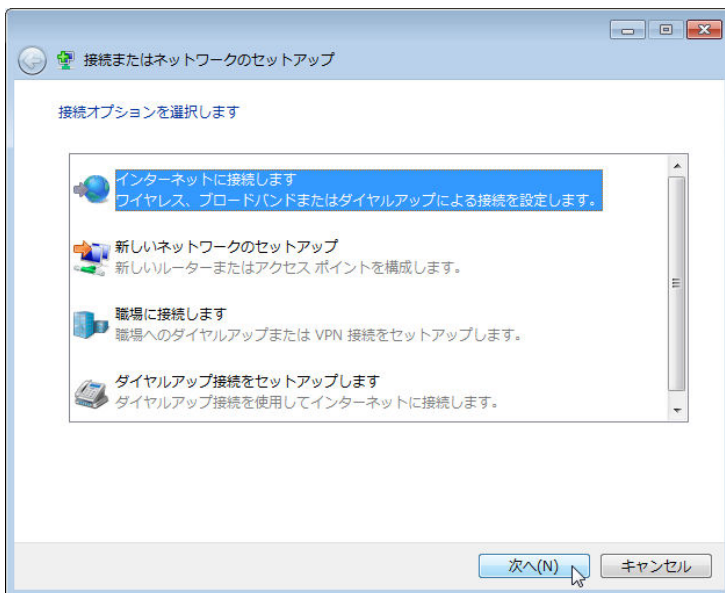 接続またはネットワークのセットアップ
接続オプションを選択します
インターネットに接続します
ワイヤレス、ブロードバンドまたはダイヤルアップによる接続を設定します。
新しいネットワークのセットアップ
新しいルーターまたはアクセス ポイントを構成します。
職場に接続します
職場へのダイヤルアップまたは VPN 接続をセットアップします。
ダイヤルアップ接続をセットアップします
ダイヤルアップ接続を使用してインターネットに接続します。
次へ(N)
キャンセル